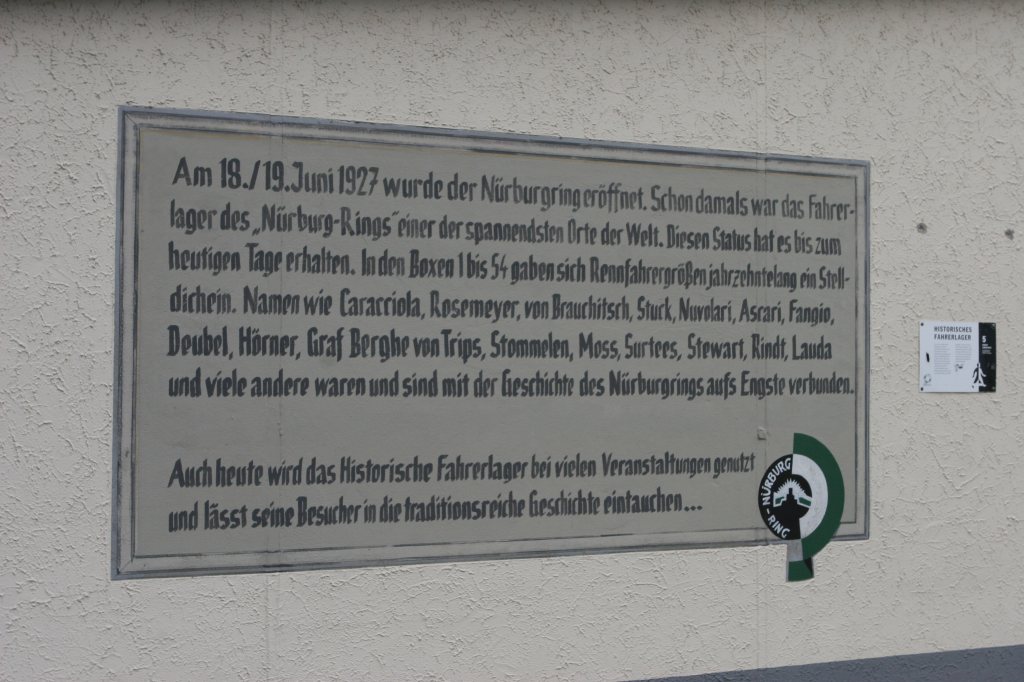 Am 18./19. Juni 1927 wurde der Nürburgring eröffnet. Schon damals war das Fahrer-
lager des „Nürburg-Rings“ einer der spannendsten Orte der Welt. Diesen Status hat es bis zum
heutigen Tage erhalten. In den Boxen 1 bis 54 gaben sich Rennfahrergrößen jahrzehntelang ein Stell-
dichein. Namen wie Caracciola, Rosemeyer, von Brauchitsch, Stuck, Nuvolari, Ascari, Fangio,
Deubel, Hörner, Graf Berghe von Trips, Stommelen, Moss, Surtees, Stewart, Rindt, Lauda
und viele andere waren und sind mit der Geschichte des Nürburgrings aufs Engste verbunden.
Auch heute wird das Historische Fahrerlager bei vielen Veranstaltungen genutzt
und lässt seine Besucher in die traditionsreiche Geschichte eintauchen...
NÜRBURG
-RING
HISTORISCHES
FAHRERLAGER
5